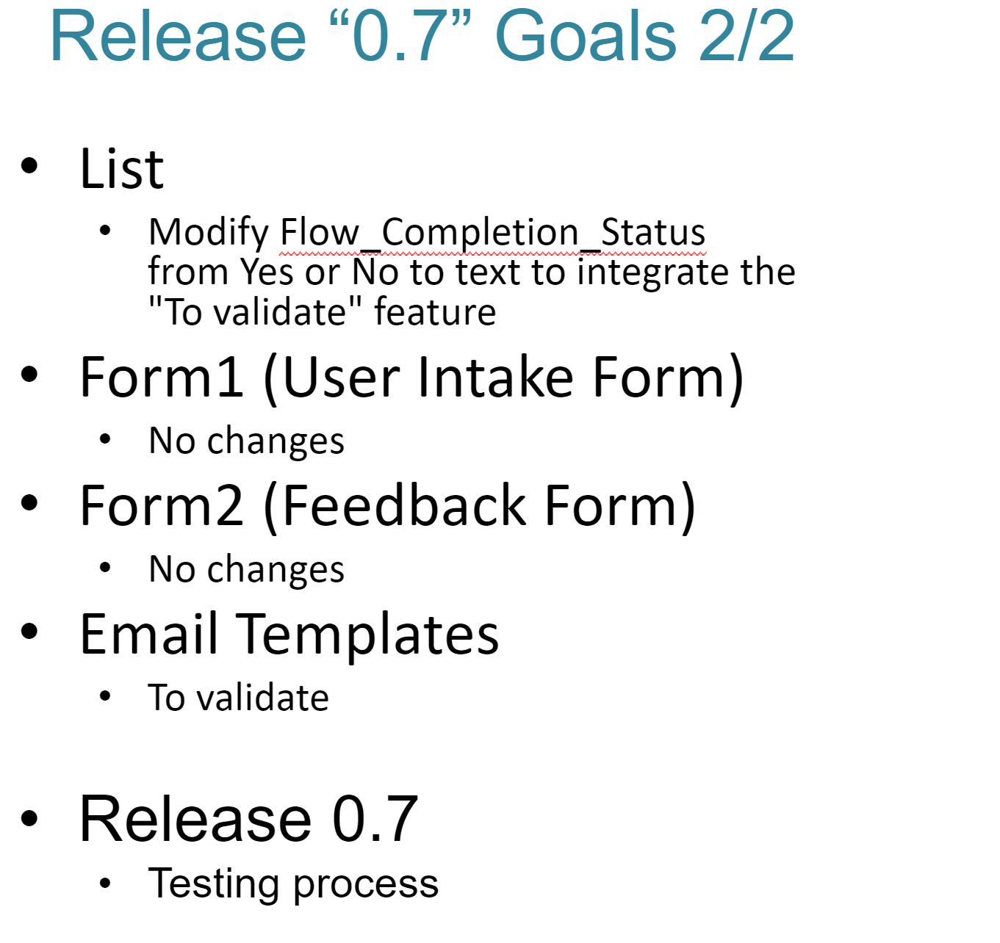 Release “0.7” Goals 2/2
• List
• Modify Flow_Completion_Status
from Yes or No to text to integrate the
"To validate" feature
• Form1 (User Intake Form)
• No changes
• Form2 (Feedback Form)
• No changes
• Email Templates
• To validate
• Release 0.7
• Testing process